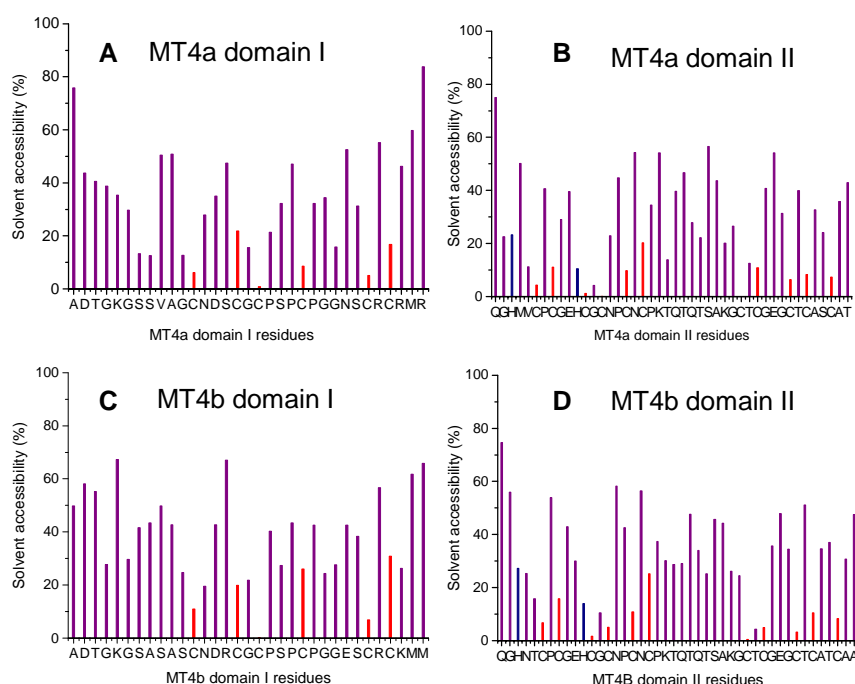 100
80
60
40
20
0
Solvent accessibility (%)
A MT4a domain I
ADTGKGSSVAGCNDSCGCPSPCPGGNSCRCRMR
MT4a domain I residues
100
80
60
40
20
0
Solvent accessibility (%)
B MT4a domain II
QGHMVCPCGEHCGCNPCNCPKTQTQTSAKGCTCGEGCTCASCAT
MT4a domain II residues
100
80
60
40
20
0
Solvent accessibility (%)
C MT4b domain I
ADTGKGSASASCNDRCGCPSPCPGGESCRCKMM
MT4b domain I residues
100
80
60
40
20
0
Solvent accessibility (%)
D MT4b domain II
QGHNTCPCGEHCGCNPCNCPKTQTQTSAKGCTCGEGCTCATCAA
MT4B domain II residues